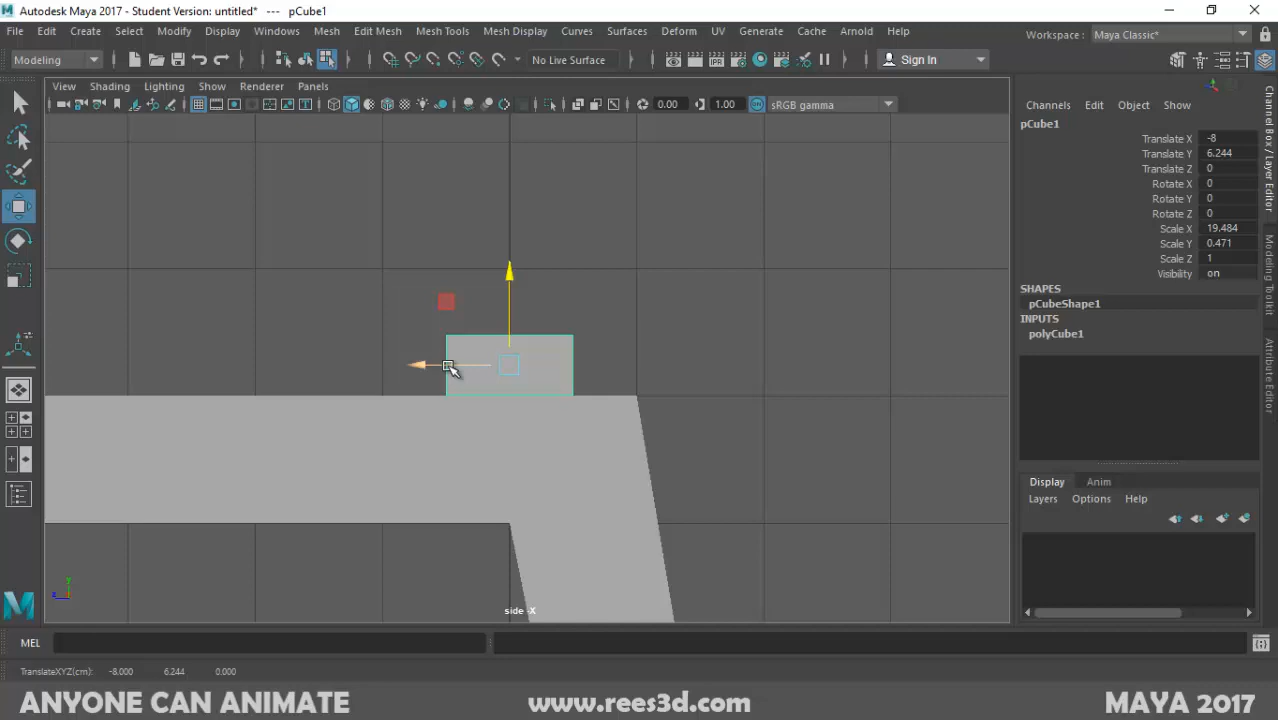 Autodesk Maya 2017 - Student Version: untitled*   ---   pCube1
File Edit Create Select Modify Display Windows Mesh Edit Mesh Mesh Tools Mesh Display Curves Surfaces Deform UV Generate Cache Arnold Help
Workspace : Maya Classic*
Modeling
No Live Surface
Sign In
View Shading Lighting Show Renderer Panels
0.00
1.00
sRGB gamma
Channels Edit Object Show
pCube1
Translate X -8
Translate Y 6.244
Translate Z 0
Rotate X 0
Rotate Y 0
Rotate Z 0
Scale X 19.484
Scale Y 0.471
Scale Z 1
Visibility on
SHAPES
pCubeShape1
INPUTS
polyCube1
Channel Box / Layer Editor
Modeling Toolkit
Attribute Editor
Display Anim
Layers Options Help
y
z
side -X
MEL
TranslateXYZ(cm): -8.000 6.244 0.000
ANYONE CAN ANIMATE
www.rees3d.com
MAYA 2017